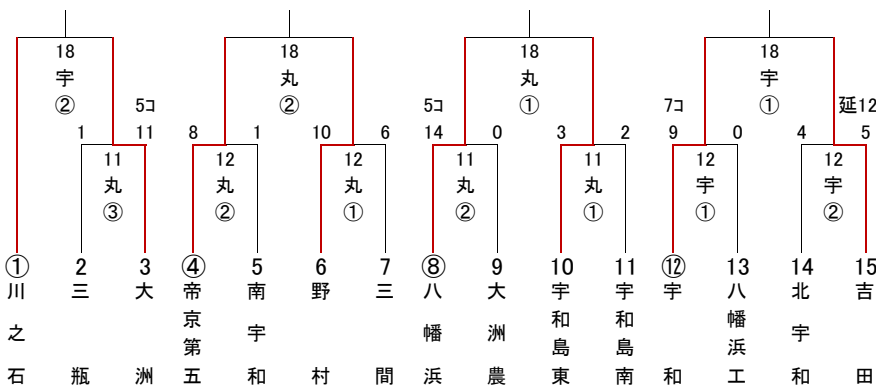 18 18 18 18
宇 丸 丸 宇
② ② ① ①
5コ 5コ 7コ 延12
1 11 8 1 10 6 14 0 3 2 9 0 4 5
11 12 12 11 11 12 12
丸 丸 丸 丸 丸 宇 宇
③ ② ① ② ① ① ②
① 2 3 ④ 5 6 7 ⑧ 9 10 11 ⑫ 13 14 15
川之石
三瓶
大洲
帝京第五
南宇和
野村
三間
八幡浜
大洲農
宇和島東
宇和島南
宇和
八幡浜工
北宇和
吉田